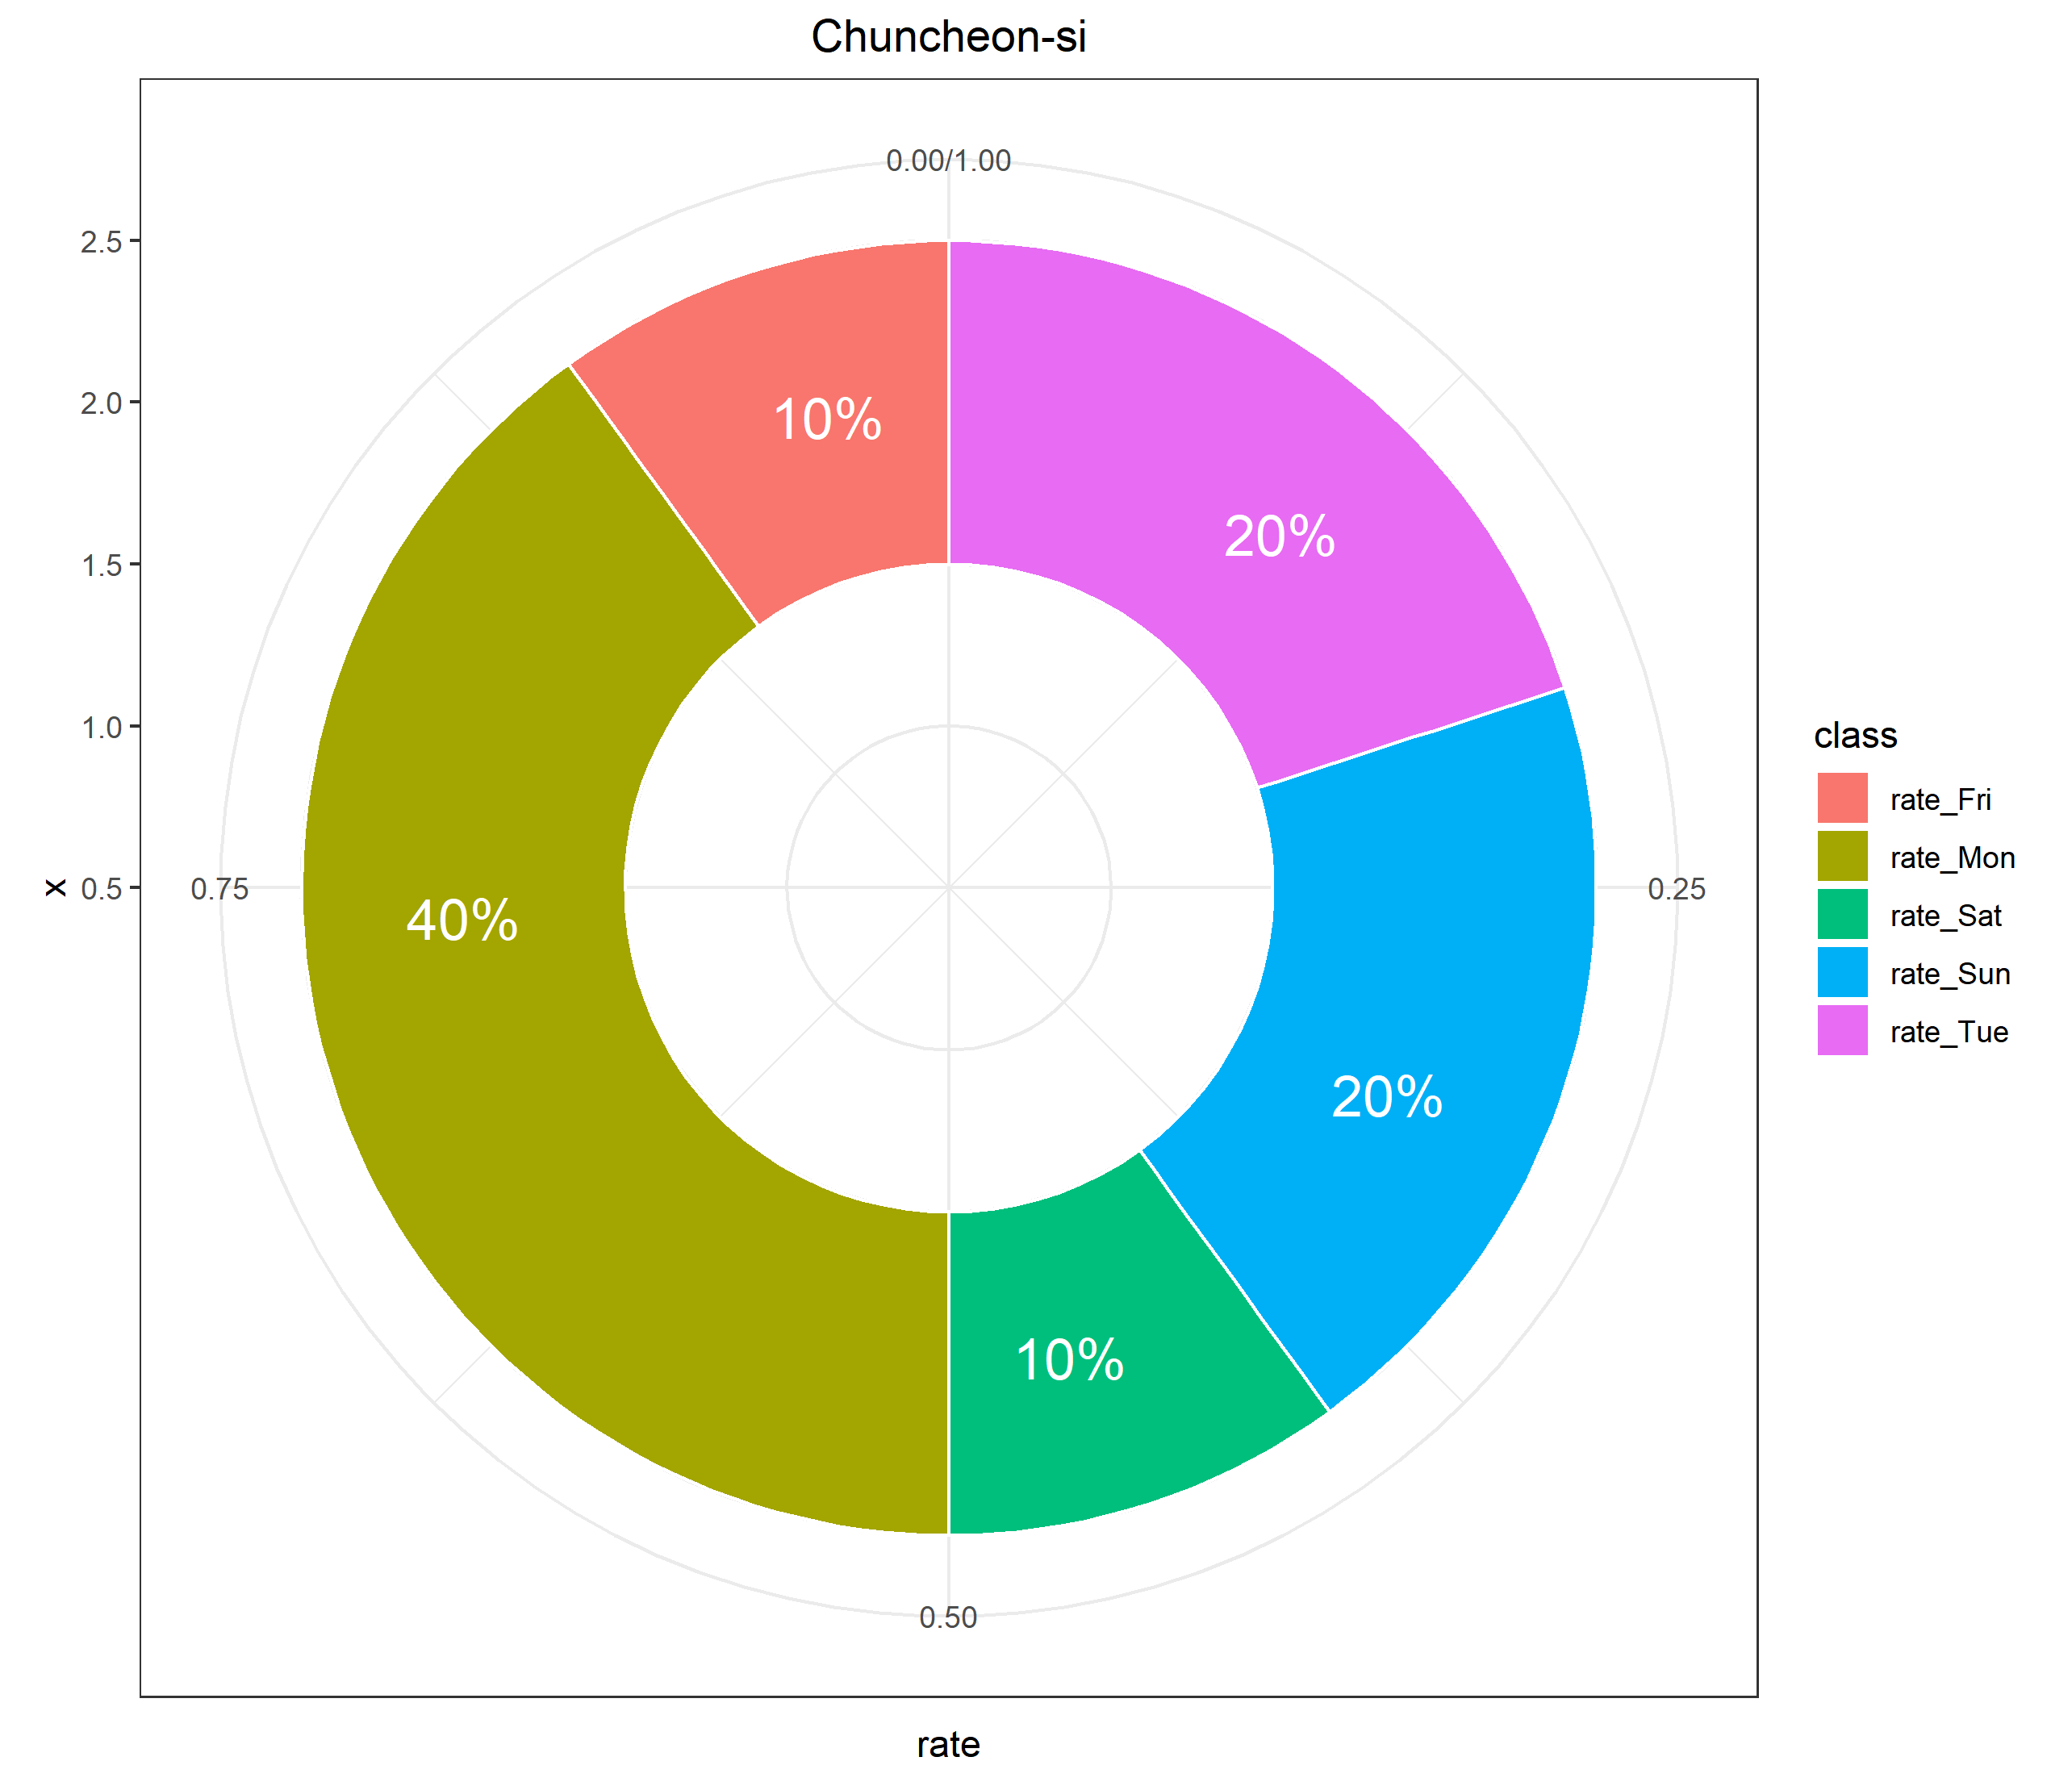 Chuncheon-si
0.00/1.00
2.5
2.0
10%
20%
1.5
1.0
x
0.5
0.75
0.25
40%
20%
10%
0.50
rate
class
rate_Fri
rate_Mon
rate_Sat
rate_Sun
rate_Tue